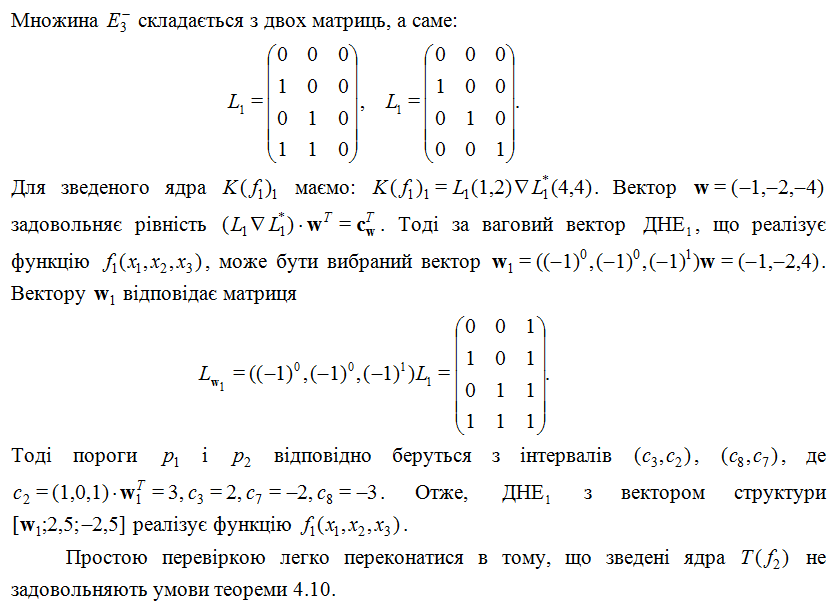 Множина E₃⁻ складається з двох матриць, а саме:
L₁ = (0 0 0; 1 0 0; 0 1 0; 1 1 0), L₁ = (0 0 0; 1 0 0; 0 1 0; 0 0 1).
Для зведеного ядра K(f₁)₁ маємо: K(f₁)₁ = L₁(1,2)∇L₁*(4,4). Вектор w = (−1,−2,−4)
задовольняє рівність (L₁∇L₁*)·wᵀ = c_wᵀ. Тоді за ваговий вектор ДНЕ₁, що реалізує
функцію f₁(x₁,x₂,x₃), може бути вибраний вектор w₁ = ((−1)⁰,(−1)⁰,(−1)¹)w = (−1,−2,4).
Вектору w₁ відповідає матриця
L_w₁ = ((−1)⁰,(−1)⁰,(−1)¹)L₁ = (0 0 1; 1 0 1; 0 1 1; 1 1 1).
Тоді пороги p₁ і p₂ відповідно беруться з інтервалів (c₃,c₂), (c₈,c₇), де
c₂ = (1,0,1)·w₁ᵀ = 3, c₃ = 2, c₇ = −2, c₈ = −3. Отже, ДНЕ₁ з вектором структури
[w₁;2,5;−2,5] реалізує функцію f₁(x₁,x₂,x₃).
Простою перевіркою легко переконатися в тому, що зведені ядра T(f₂) не
задовольняють умови теореми 4.10.